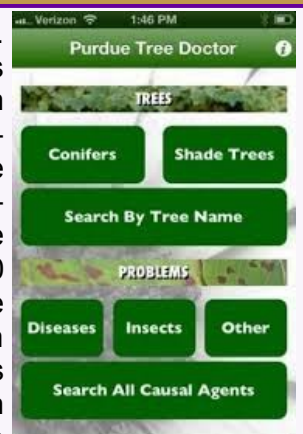 Verizon 1:46 PM
Purdue Tree Doctor i
TREES
Conifers Shade Trees
Search By Tree Name
PROBLEMS
Diseases Insects Other
Search All Causal Agents